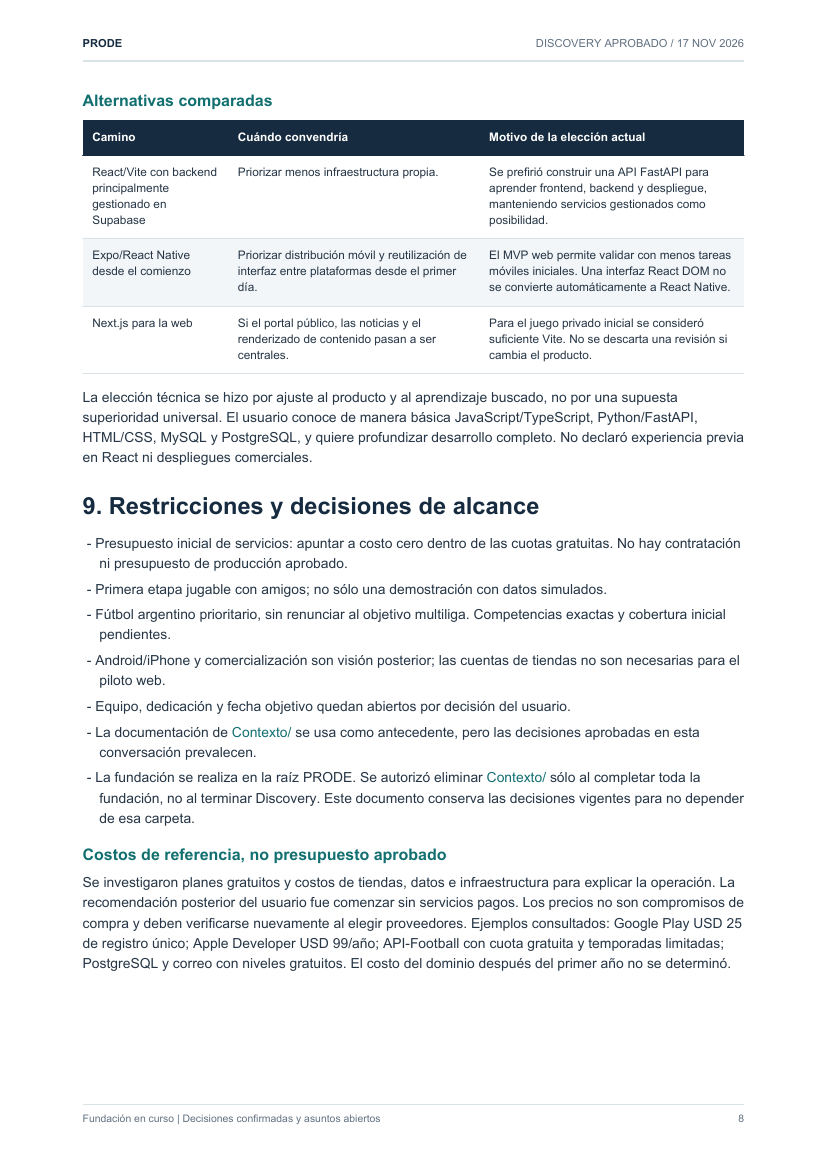 PRODE
DISCOVERY APROBADO / 17 NOV 2026
Alternativas comparadas
Camino
Cuándo convendría
Motivo de la elección actual
React/Vite con backend
principalmente
gestionado en
Supabase
Priorizar menos infraestructura propia.
Se prefirió construir una API FastAPI para
aprender frontend, backend y despliegue,
manteniendo servicios gestionados como
posibilidad.
Expo/React Native
desde el comienzo
Priorizar distribución móvil y reutilización de
interfaz entre plataformas desde el primer
día.
El MVP web permite validar con menos tareas
móviles iniciales. Una interfaz React DOM no
se convierte automáticamente a React Native.
Next.js para la web
Si el portal público, las noticias y el
renderizado de contenido pasan a ser
centrales.
Para el juego privado inicial se consideró
suficiente Vite. No se descarta una revisión si
cambia el producto.
La elección técnica se hizo por ajuste al producto y al aprendizaje buscado, no por una supuesta
superioridad universal. El usuario conoce de manera básica JavaScript/TypeScript, Python/FastAPI,
HTML/CSS, MySQL y PostgreSQL, y quiere profundizar desarrollo completo. No declaró experiencia previa
en React ni despliegues comerciales.
9. Restricciones y decisiones de alcance
- Presupuesto inicial de servicios: apuntar a costo cero dentro de las cuotas gratuitas. No hay contratación
ni presupuesto de producción aprobado.
- Primera etapa jugable con amigos; no sólo una demostración con datos simulados.
- Fútbol argentino prioritario, sin renunciar al objetivo multiliga. Competencias exactas y cobertura inicial
pendientes.
- Android/iPhone y comercialización son visión posterior; las cuentas de tiendas no son necesarias para el
piloto web.
- Equipo, dedicación y fecha objetivo quedan abiertos por decisión del usuario.
- La documentación de Contexto/ se usa como antecedente, pero las decisiones aprobadas en esta
conversación prevalecen.
- La fundación se realiza en la raíz PRODE. Se autorizó eliminar Contexto/ sólo al completar toda la
fundación, no al terminar Discovery. Este documento conserva las decisiones vigentes para no depender
de esa carpeta.
Costos de referencia, no presupuesto aprobado
Se investigaron planes gratuitos y costos de tiendas, datos e infraestructura para explicar la operación. La
recomendación posterior del usuario fue comenzar sin servicios pagos. Los precios no son compromisos de
compra y deben verificarse nuevamente al elegir proveedores. Ejemplos consultados: Google Play USD 25
de registro único; Apple Developer USD 99/año; API-Football con cuota gratuita y temporadas limitadas;
PostgreSQL y correo con niveles gratuitos. El costo del dominio después del primer año no se determinó.
Fundación en curso | Decisiones confirmadas y asuntos abiertos
8